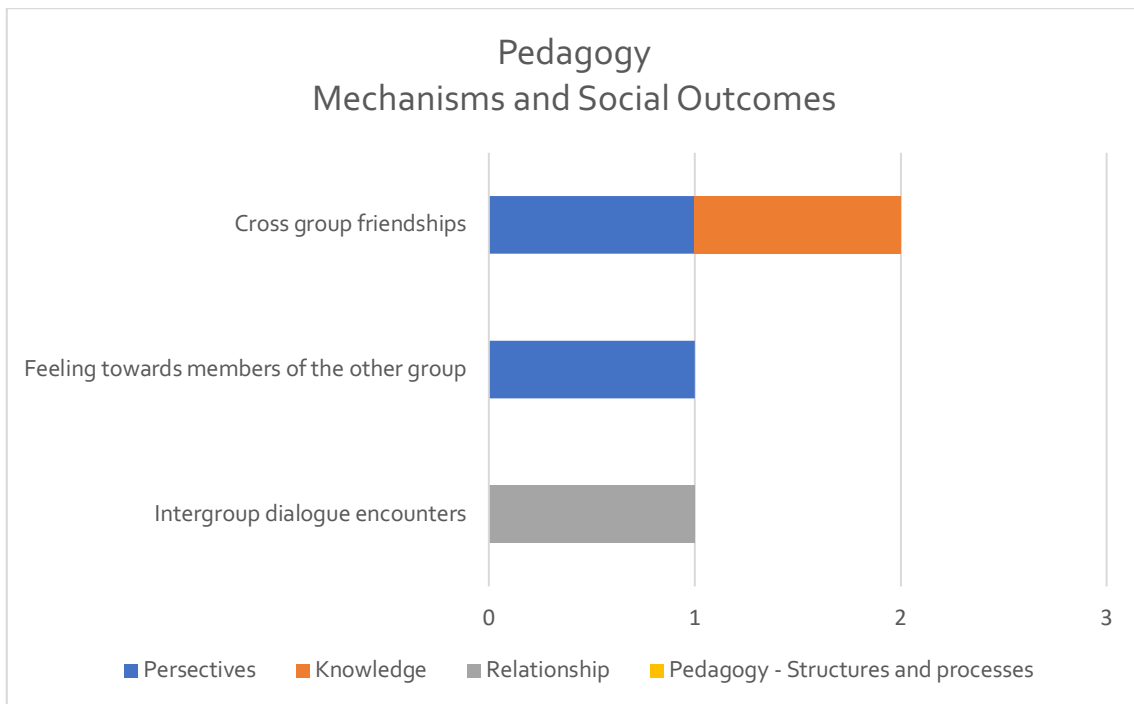 Pedagogy
Mechanisms and Social Outcomes
Cross group friendships
Feeling towards members of the other group
Intergroup dialogue encounters
0 1 2 3
Persectives Knowledge Relationship Pedagogy - Structures and processes